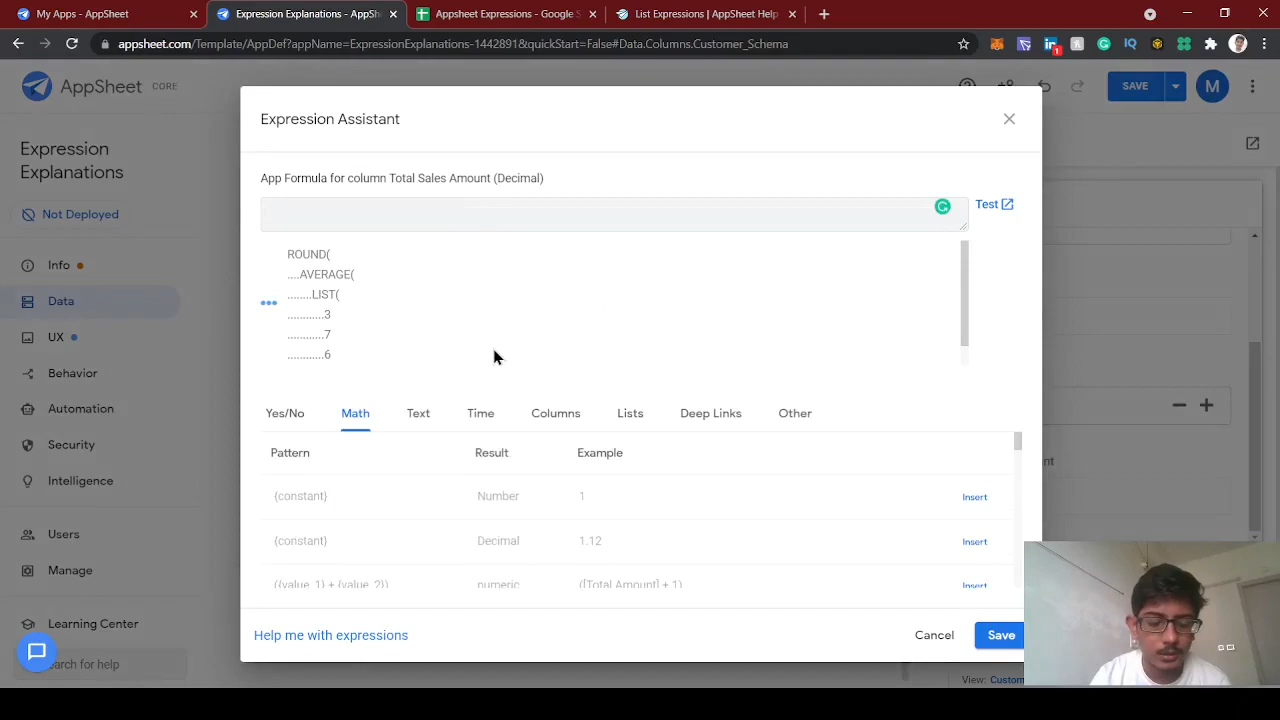 My Apps - AppSheet
Expression Explanations - AppSh
Appsheet Expressions - Google S
List Expressions | AppSheet Help
appsheet.com/Template/AppDef?appName=ExpressionExplanations-1442891&quickStart=False#Data.Columns.Customer_Schema
1
AppSheet CORE
SAVE
M
Expression
Explanations
Not Deployed
Info
Data
UX
Behavior
Automation
Security
Intelligence
Users
Manage
Learning Center
earch for help
Expression Assistant
App Formula for column Total Sales Amount (Decimal)
Test
ROUND(
....AVERAGE(
........LIST(
............3
............7
............6
Yes/No Math Text Time Columns Lists Deep Links Other
Pattern Result Example
{constant} Number 1 Insert
{constant} Decimal 1.12 Insert
({value_1} + {value_2}) numeric ([Total Amount] + 1) Insert
Help me with expressions
Cancel
Save
nt
View: Custom